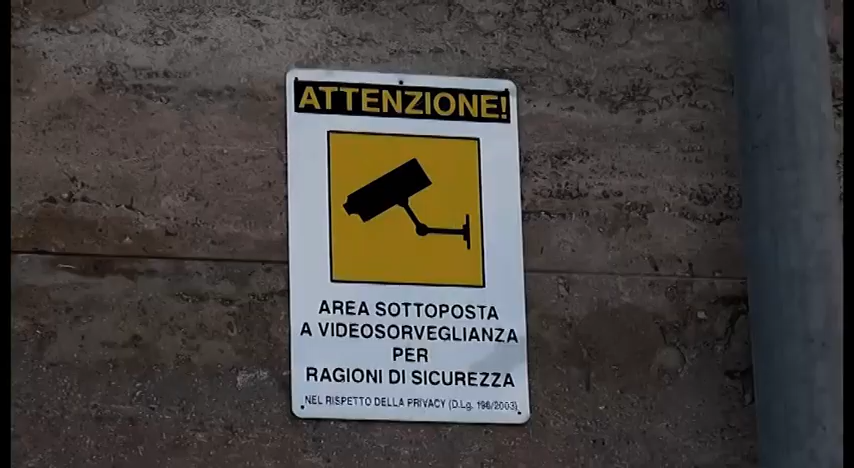 ATTENZIONE!
AREA SOTTOPOSTA
A VIDEOSORVEGLIANZA
PER
RAGIONI DI SICUREZZA
NEL RISPETTO DELLA PRIVACY (D.Lg. 196/2003)